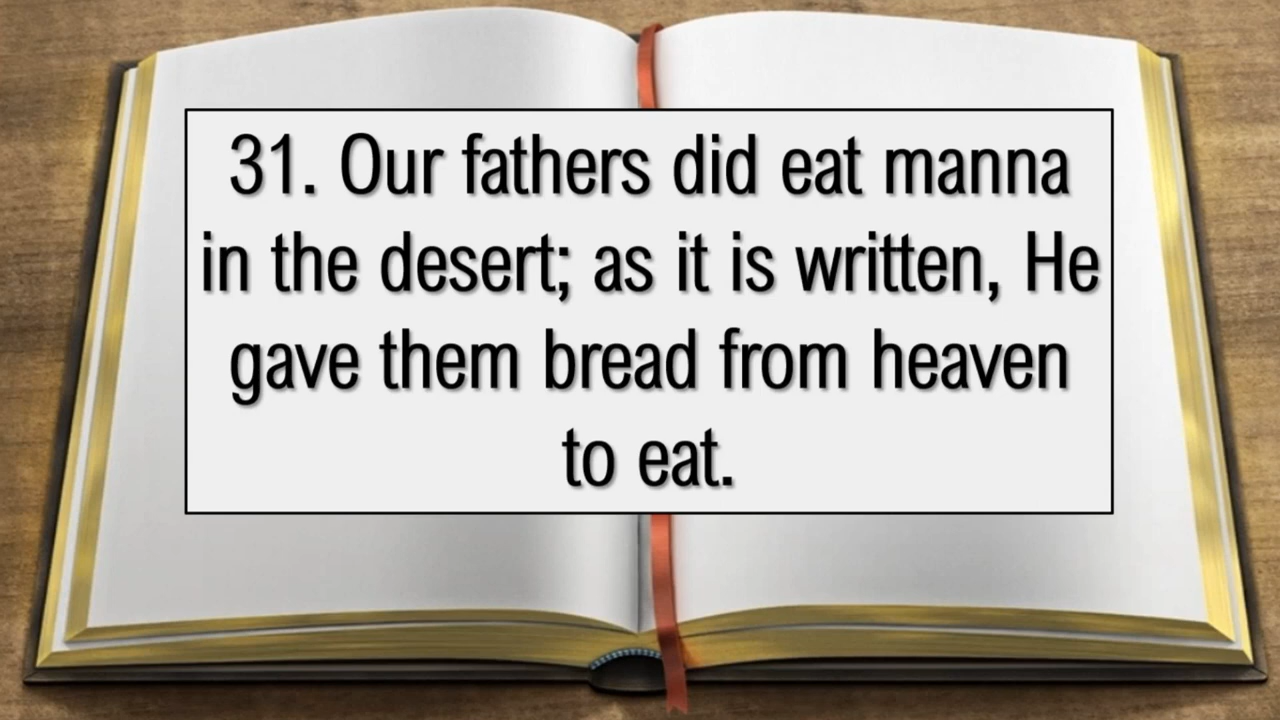 31. Our fathers did eat manna
in the desert; as it is written, He
gave them bread from heaven
to eat.